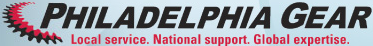 PHILADELPHIA GEAR
Local service. National support. Global expertise.